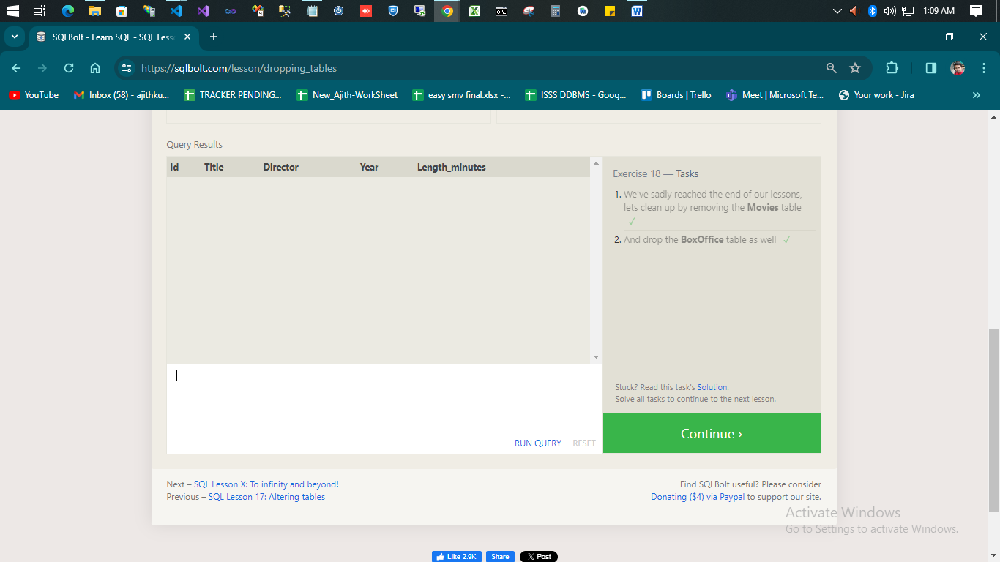 1:09 AM
SQLBolt - Learn SQL - SQL Less
https://sqlbolt.com/lesson/dropping_tables
YouTube
Inbox (58) - ajithku...
TRACKER PENDING...
New_Ajith-WorkSheet
easy smv final.xlsx -...
ISSS DDBMS - Goog...
Boards | Trello
Meet | Microsoft Te...
Your work - Jira
Query Results
Id Title Director Year Length_minutes
Exercise 18 — Tasks
1. We've sadly reached the end of our lessons,
lets clean up by removing the Movies table
✓
2. And drop the BoxOffice table as well ✓
Stuck? Read this task's Solution.
Solve all tasks to continue to the next lesson.
RUN QUERY RESET
Continue ›
Next – SQL Lesson X: To infinity and beyond!
Previous – SQL Lesson 17: Altering tables
Find SQLBolt useful? Please consider
Donating ($4) via Paypal to support our site.
Activate Windows
Go to Settings to activate Windows.
Like 2.9K Share X Post